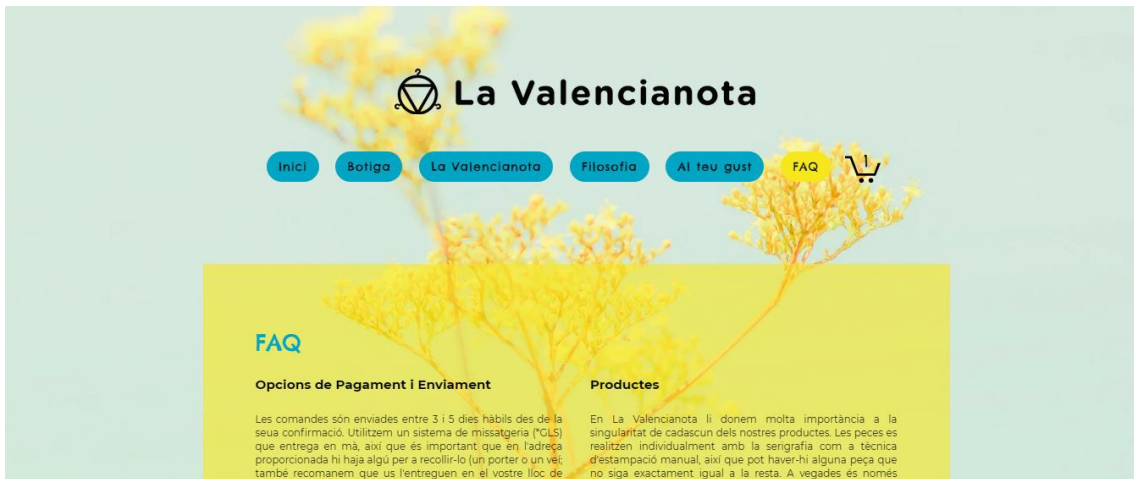 La Valencianota
Inici
Botiga
La Valencianota
Filosofia
Al teu gust
FAQ
1
FAQ
Opcions de Pagament i Enviament
Les comandes són enviades entre 3 i 5 dies hàbils des de la
seua confirmació. Utilitzem un sistema de missatgeria (*GLS)
que entrega en mà, així que és important que en l'adreça
proporcionada hi haja algú per a recollir-lo (un porter o un veí;
també recomanem que us l'entreguen en el vostre lloc de
Productes
En La Valencianota li donem molta importància a la
singularitat de cadascun dels nostres productes. Les peces es
realitzen individualment amb la serigrafia com a tècnica
d'estampació manual, així que pot haver-hi alguna peça que
no siga exactament igual a la resta. A vegades és només